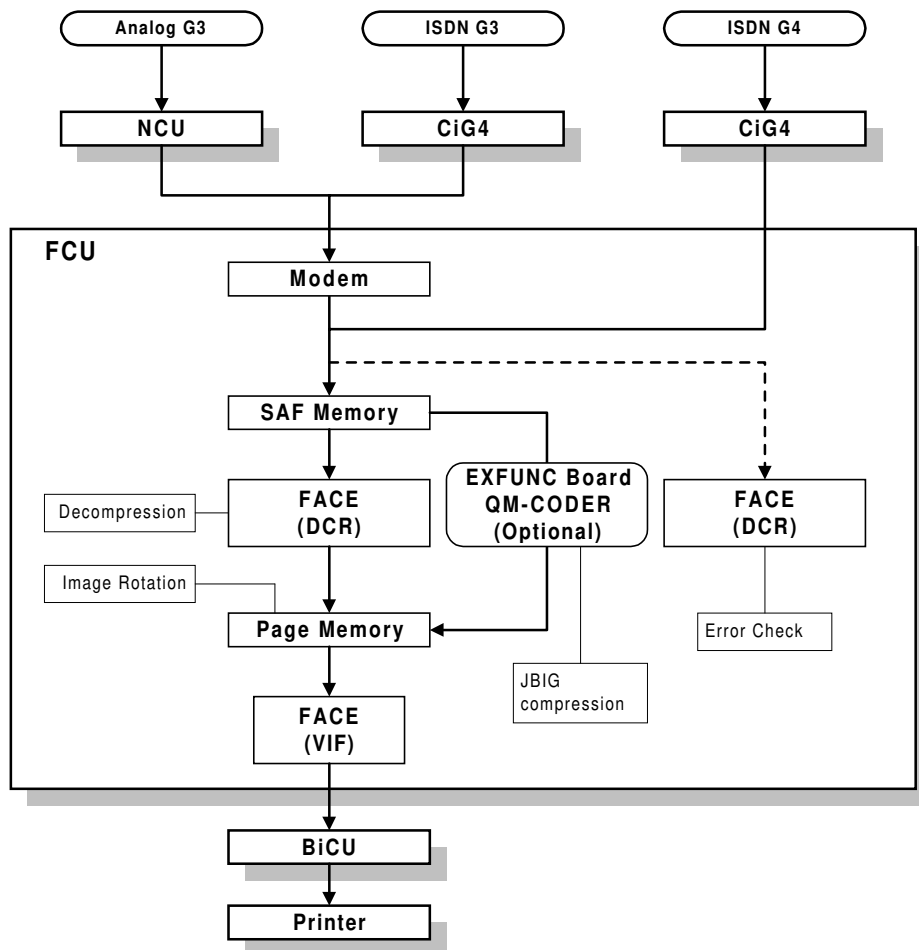 Analog G3
ISDN G3
ISDN G4
NCU
CiG4
CiG4
FCU
Modem
SAF Memory
EXFUNC Board
QM-CODER
(Optional)
FACE
(DCR)
FACE
(DCR)
Decompression
Image Rotation
Page Memory
Error Check
JBIG
compression
FACE
(VIF)
BiCU
Printer